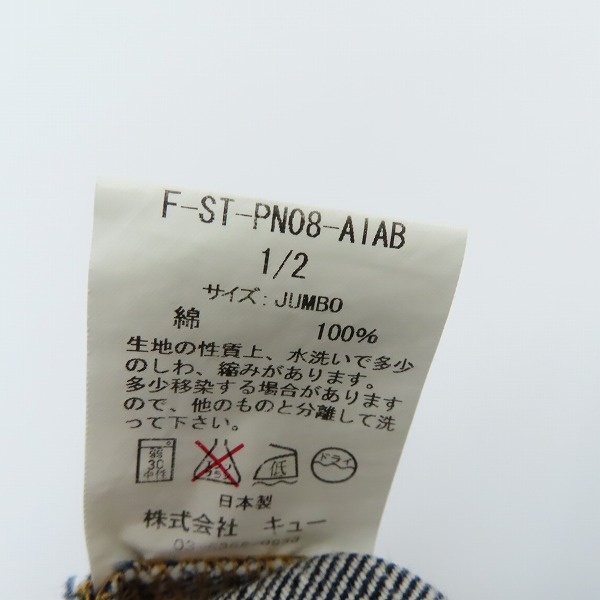 F-ST-PN08-AIAB
1/2
サイズ: JUMBO
綿 100%
生地の性質上、水洗いで多少
のしわ、縮みがあります。
多少移染する場合があります
ので、他のものと分離して洗
って下さい。
弱 30 中性 低 ドライ
日本製
株式会社 キュー